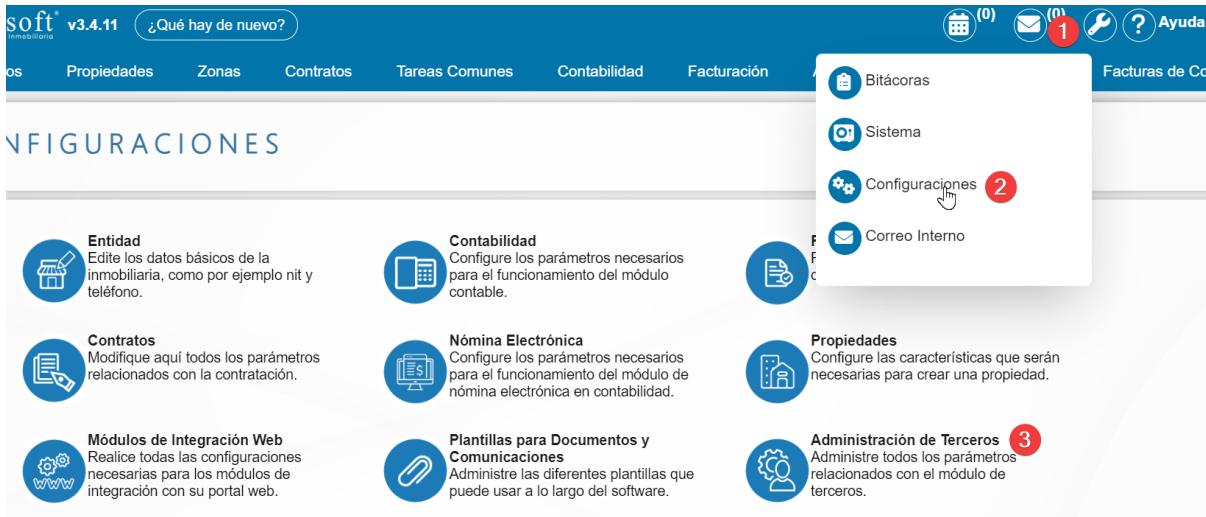 soft v3.4.11 ¿Qué hay de nuevo? (0) (0) 1 ? Ayuda
inmobiliaria
os Propiedades Zonas Contratos Tareas Comunes Contabilidad Facturación Facturas de Co
Bitácoras
Sistema
Configuraciones 2
Correo Interno
NFIGURACIONES
Entidad
Edite los datos básicos de la
inmobiliaria, como por ejemplo nit y
teléfono.
Contabilidad
Configure los parámetros necesarios
para el funcionamiento del módulo
contable.
Contratos
Modifique aquí todos los parámetros
relacionados con la contratación.
Nómina Electrónica
Configure los parámetros necesarios
para el funcionamiento del módulo de
nómina electrónica en contabilidad.
Propiedades
Configure las características que serán
necesarias para crear una propiedad.
Módulos de Integración Web
Realice todas las configuraciones
necesarias para los módulos de
integración con su portal web.
www
Plantillas para Documentos y
Comunicaciones
Administre las diferentes plantillas que
puede usar a lo largo del software.
Administración de Terceros 3
Administre todos los parámetros
relacionados con el módulo de
terceros.